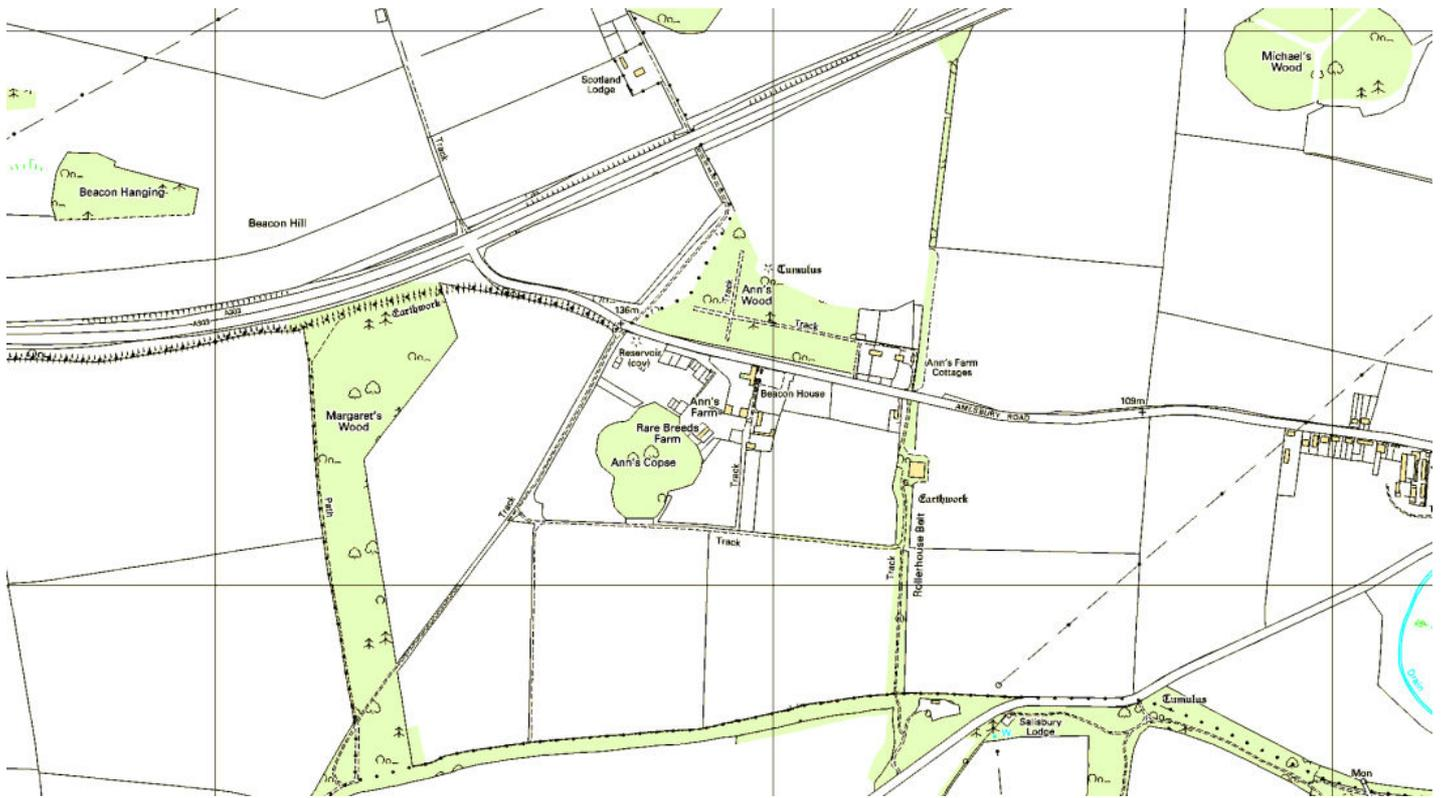 Michael's
Wood
Scotland
Lodge
Track
Beacon Hanging
Beacon Hill
Tumulus
Ann's
Wood
Track
Track
Earthwork
136m
A303
A303
Reservoir
(cov)
Ann's Farm
Cottages
Beacon House
Ann's
Farm
AMESBURY ROAD
109m
Margaret's
Wood
Rare Breeds
Farm
Ann's Copse
Track
Path
Track
Earthwork
Track
Rollerhouse Belt
Track
Drain
Tumulus
Salisbury
Lodge
W
Mon